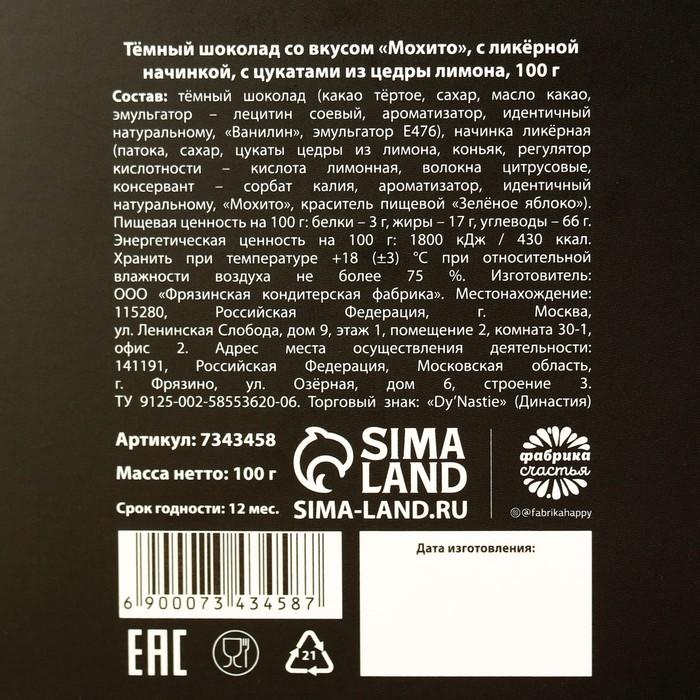 Тёмный шоколад со вкусом «Мохито», с ликёрной
начинкой, с цукатами из цедры лимона, 100 г
Состав: тёмный шоколад (какао тёртое, сахар, масло какао,
эмульгатор – лецитин соевый, ароматизатор, идентичный
натуральному, «Ванилин», эмульгатор Е476), начинка ликёрная
(патока, сахар, цукаты цедры из лимона, коньяк, регулятор
кислотности – кислота лимонная, волокна цитрусовые,
консервант – сорбат калия, ароматизатор, идентичный
натуральному, «Мохито», краситель пищевой «Зелёное яблоко»).
Пищевая ценность на 100 г: белки – 3 г, жиры – 17 г, углеводы – 66 г.
Энергетическая ценность на 100 г: 1800 кДж / 430 ккал.
Хранить при температуре +18 (±3) °С при относительной
влажности воздуха не более 75 %. Изготовитель:
ООО «Фрязинская кондитерская фабрика». Местонахождение:
115280, Российская Федерация, г. Москва,
ул. Ленинская Слобода, дом 9, этаж 1, помещение 2, комната 30-1,
офис 2. Адрес места осуществления деятельности:
141191, Российская Федерация, Московская область,
г. Фрязино, ул. Озёрная, дом 6, строение 3.
ТУ 9125-002-58553620-06. Торговый знак: «Dy’Nastie» (Династия)
Артикул: 7343458
Масса нетто: 100 г
Срок годности: 12 мес.
SIMA
LAND
SIMA-LAND.RU
фабрика
счастья
@fabrikahappy
6 900073 434587
Дата изготовления:
EAC
21